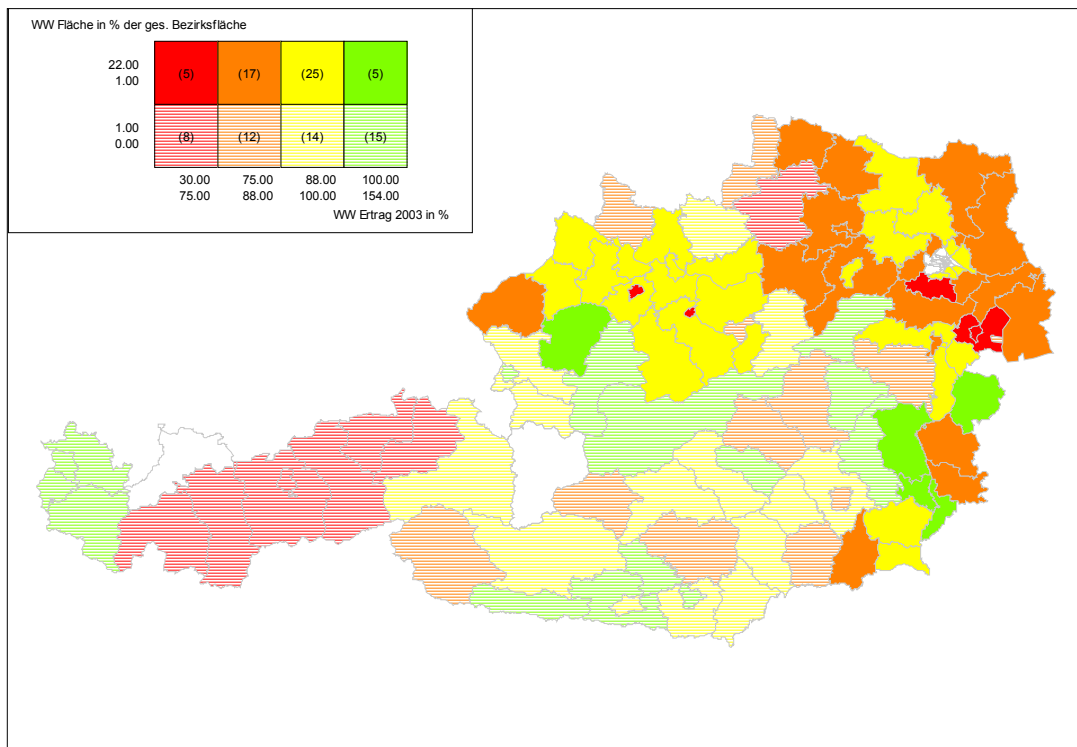 WW Fläche in % der ges. Bezirksfläche
22.00
1.00
(5) (17) (25) (5)
1.00
0.00
(8) (12) (14) (15)
30.00 75.00 88.00 100.00
75.00 88.00 100.00 154.00
WW Ertrag 2003 in %